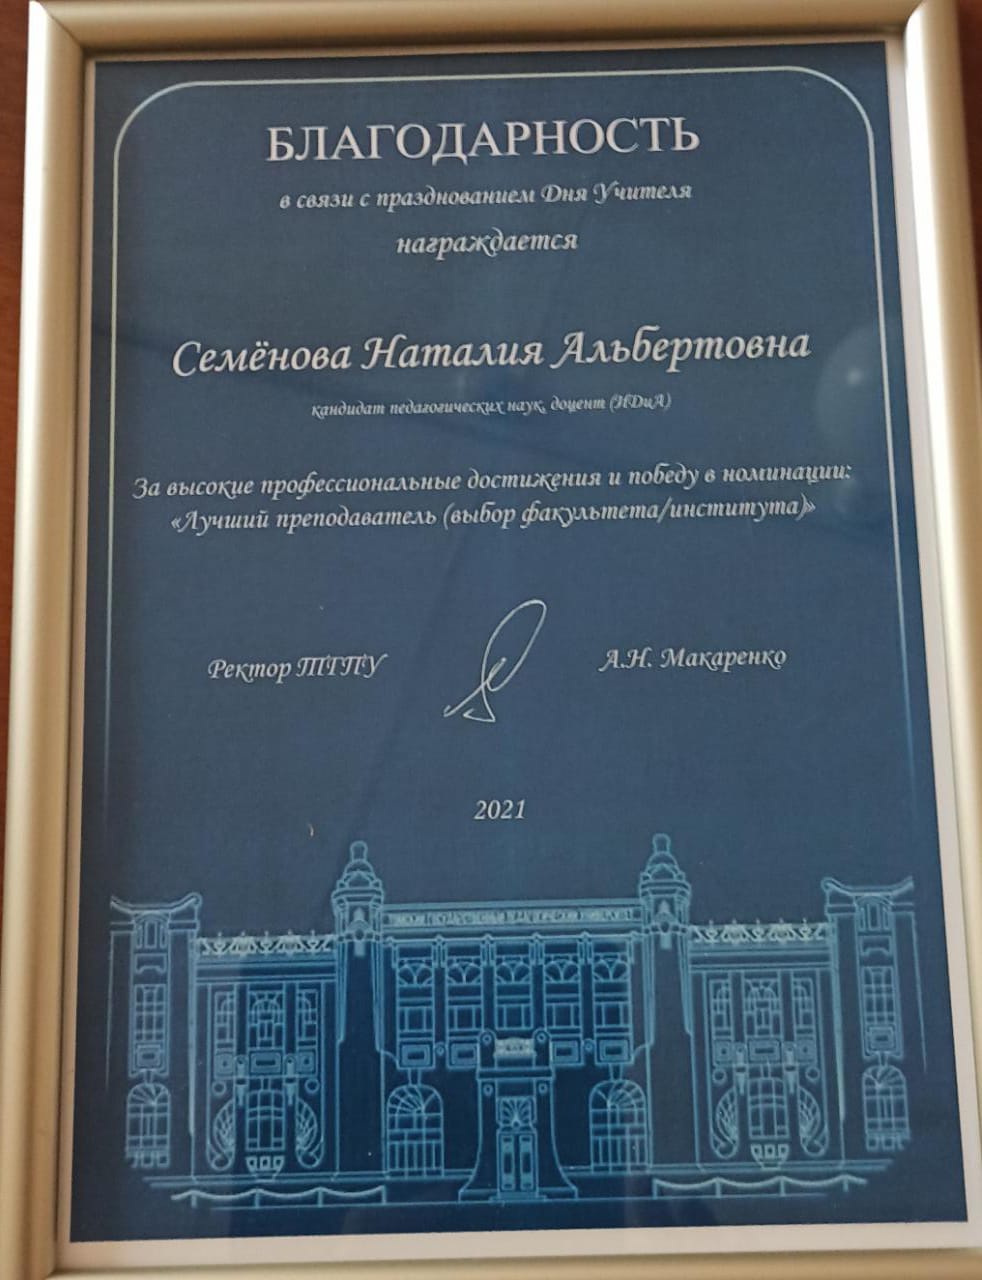 БЛАГОДАРНОСТЬ
в связи с празднованием Дня Учителя
награждается
Семёнова Наталия Альбертовна
кандидат педагогических наук, доцент (ИДиА)
За высокие профессиональные достижения и победу в номинации:
«Лучший преподаватель (выбор факультета/института)»
Ректор ТГПУ
А.Н. Макаренко
2021